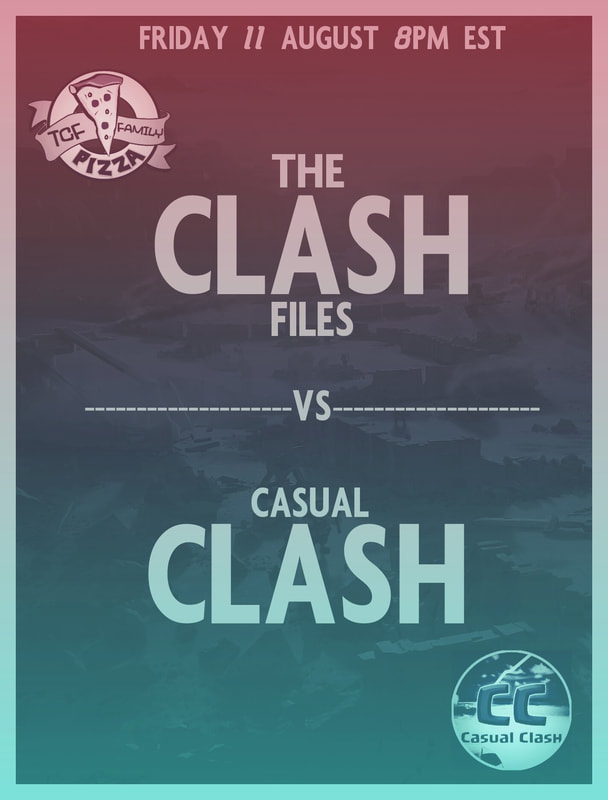 FRIDAY 11 AUGUST 8PM EST
TCF FAMILY
PIZZA
THE
CLASH
FILES
--------------------VS--------------------
CASUAL
CLASH
CC
Casual Clash